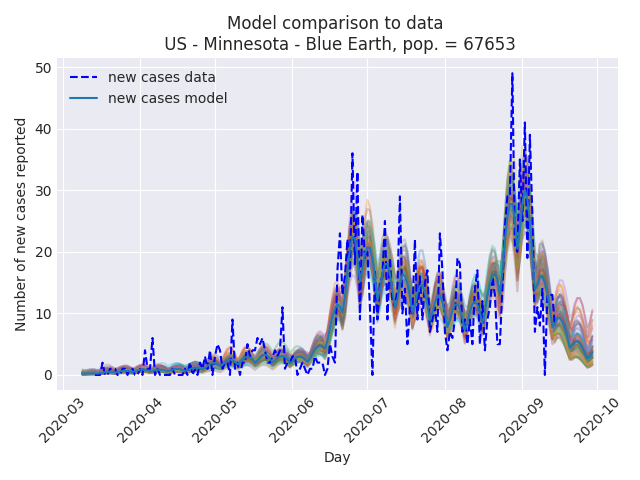 Model comparison to data
US - Minnesota - Blue Earth, pop. = 67653
new cases data
new cases model
Number of new cases reported
50
40
30
20
10
0
2020-03
2020-04
2020-05
2020-06
2020-07
2020-08
2020-09
2020-10
Day